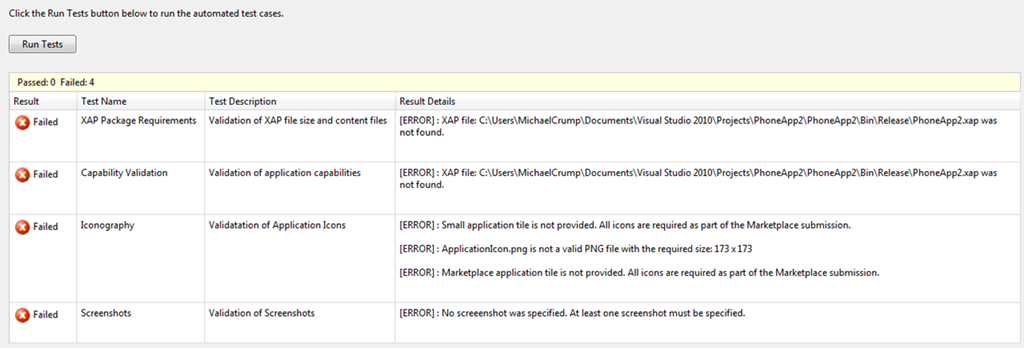 Click the Run Tests button below to run the automated test cases.
Run Tests
Passed: 0 Failed: 4
Result Test Name Test Description Result Details
Failed XAP Package Requirements Validation of XAP file size and content files [ERROR] : XAP file: C:\Users\MichaelCrump\Documents\Visual Studio 2010\Projects\PhoneApp2\PhoneApp2\Bin\Release\PhoneApp2.xap was
not found.
Failed Capability Validation Validation of application capabilities [ERROR] : XAP file: C:\Users\MichaelCrump\Documents\Visual Studio 2010\Projects\PhoneApp2\PhoneApp2\Bin\Release\PhoneApp2.xap was
not found.
Failed Iconography Validatation of Application Icons [ERROR] : Small application tile is not provided. All icons are required as part of the Marketplace submission.
[ERROR] : ApplicationIcon.png is not a valid PNG file with the required size: 173 x 173
[ERROR] : Marketplace application tile is not provided. All icons are required as part of the Marketplace submission.
Failed Screenshots Validation of Screenshots [ERROR] : No screeenshot was specified. At least one screenshot must be specified.